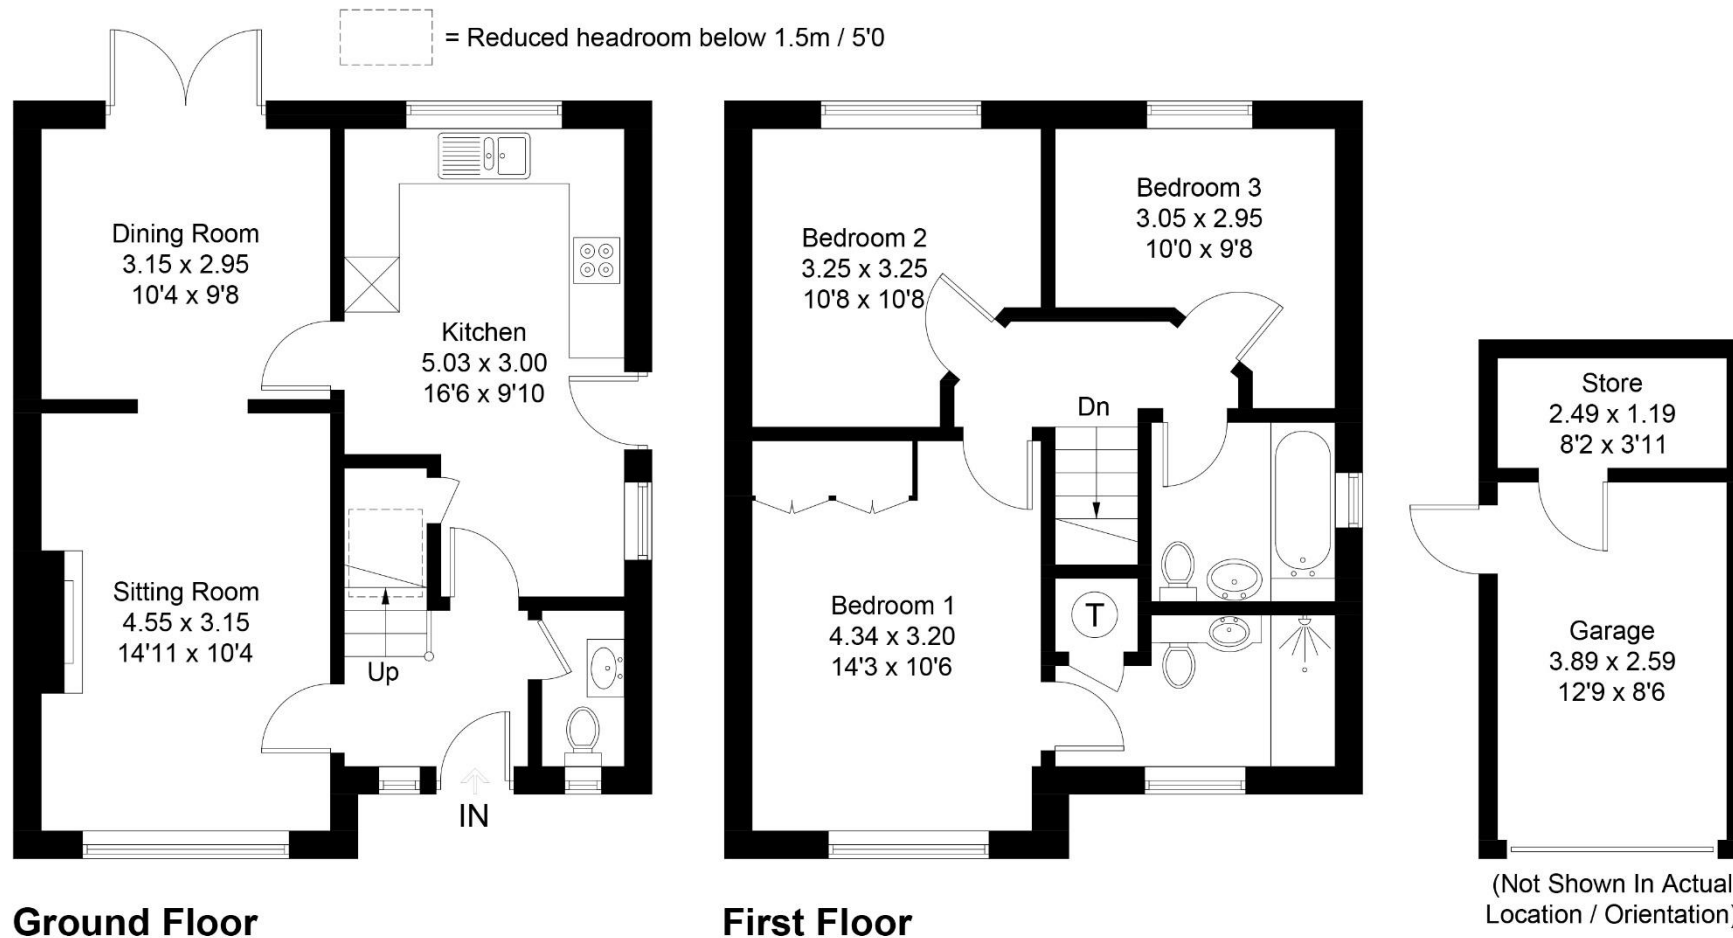 = Reduced headroom below 1.5m / 5'0
Dining Room
3.15 x 2.95
10'4 x 9'8
Kitchen
5.03 x 3.00
16'6 x 9'10
Sitting Room
4.55 x 3.15
14'11 x 10'4
Up
IN
Ground Floor
Bedroom 2
3.25 x 3.25
10'8 x 10'8
Bedroom 3
3.05 x 2.95
10'0 x 9'8
Dn
Bedroom 1
4.34 x 3.20
14'3 x 10'6
T
First Floor
Store
2.49 x 1.19
8'2 x 3'11
Garage
3.89 x 2.59
12'9 x 8'6
(Not Shown In Actual
Location / Orientation)